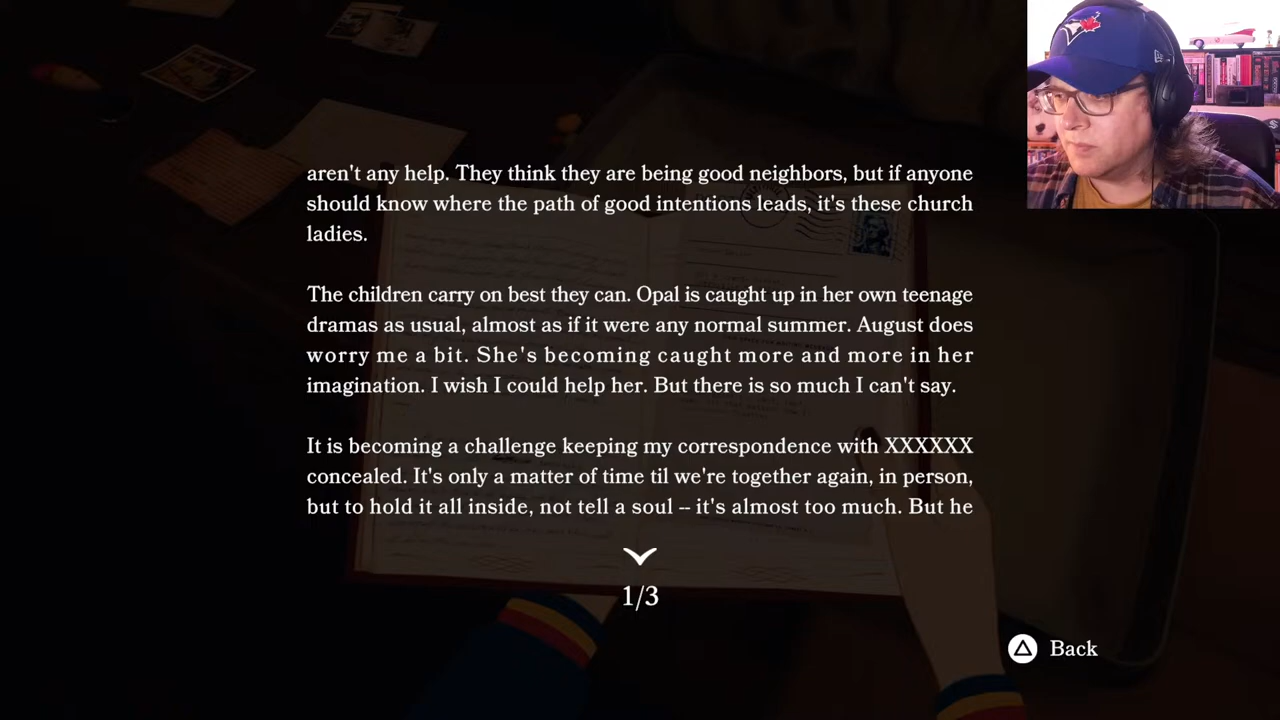 aren't any help. They think they are being good neighbors, but if anyone
should know where the path of good intentions leads, it's these church
ladies.
The children carry on best they can. Opal is caught up in her own teenage
dramas as usual, almost as if it were any normal summer. August does
worry me a bit. She's becoming caught more and more in her
imagination. I wish I could help her. But there is so much I can't say.
It is becoming a challenge keeping my correspondence with XXXXXX
concealed. It's only a matter of time til we're together again, in person,
but to hold it all inside, not tell a soul -- it's almost too much. But he
1/3
Back